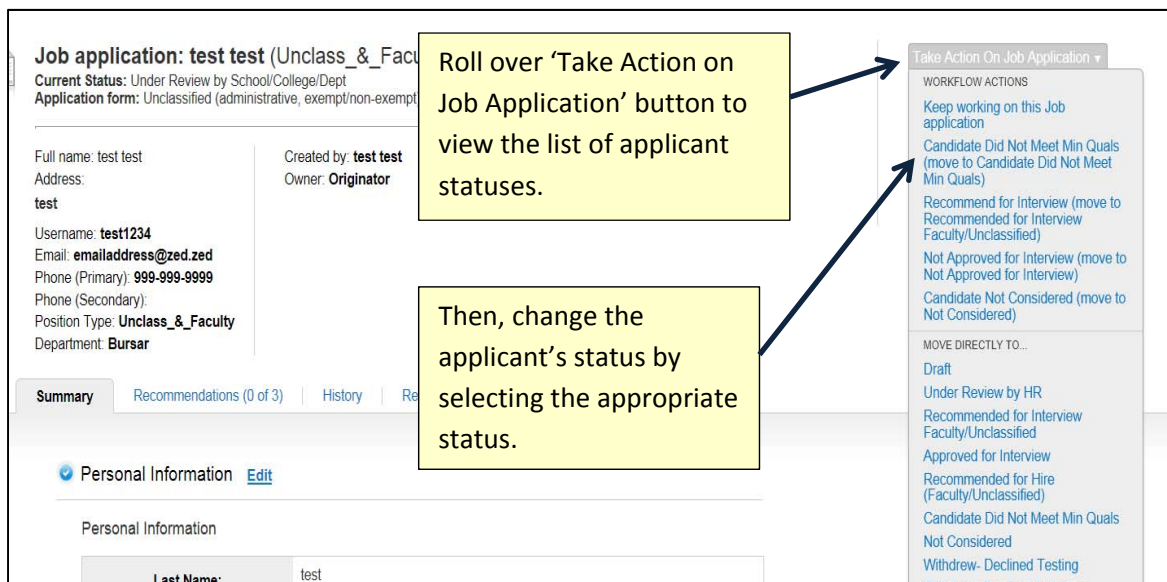 Job application: test test (Unclass_&_Facu
Current Status: Under Review by School/College/Dept
Application form: Unclassified (administrative, exempt/non-exempt
Full name: test test
Address:
test
Username: test1234
Email: emailaddress@zed.zed
Phone (Primary): 999-999-9999
Phone (Secondary):
Position Type: Unclass_&_Faculty
Department: Bursar
Created by: test test
Owner: Originator
Roll over ‘Take Action on
Job Application’ button to
view the list of applicant
statuses.
Then, change the
applicant’s status by
selecting the appropriate
status.
Take Action On Job Application
WORKFLOW ACTIONS
Keep working on this Job
application
Candidate Did Not Meet Min Quals
(move to Candidate Did Not Meet
Min Quals)
Recommend for Interview (move to
Recommended for Interview
Faculty/Unclassified)
Not Approved for Interview (move to
Not Approved for Interview)
Candidate Not Considered (move to
Not Considered)
MOVE DIRECTLY TO...
Draft
Under Review by HR
Recommended for Interview
Faculty/Unclassified
Approved for Interview
Recommended for Hire
(Faculty/Unclassified)
Candidate Did Not Meet Min Quals
Not Considered
Withdrew- Declined Testing
Summary
Recommendations (0 of 3)
History
Re
Personal Information Edit
Personal Information
Last Name:
test